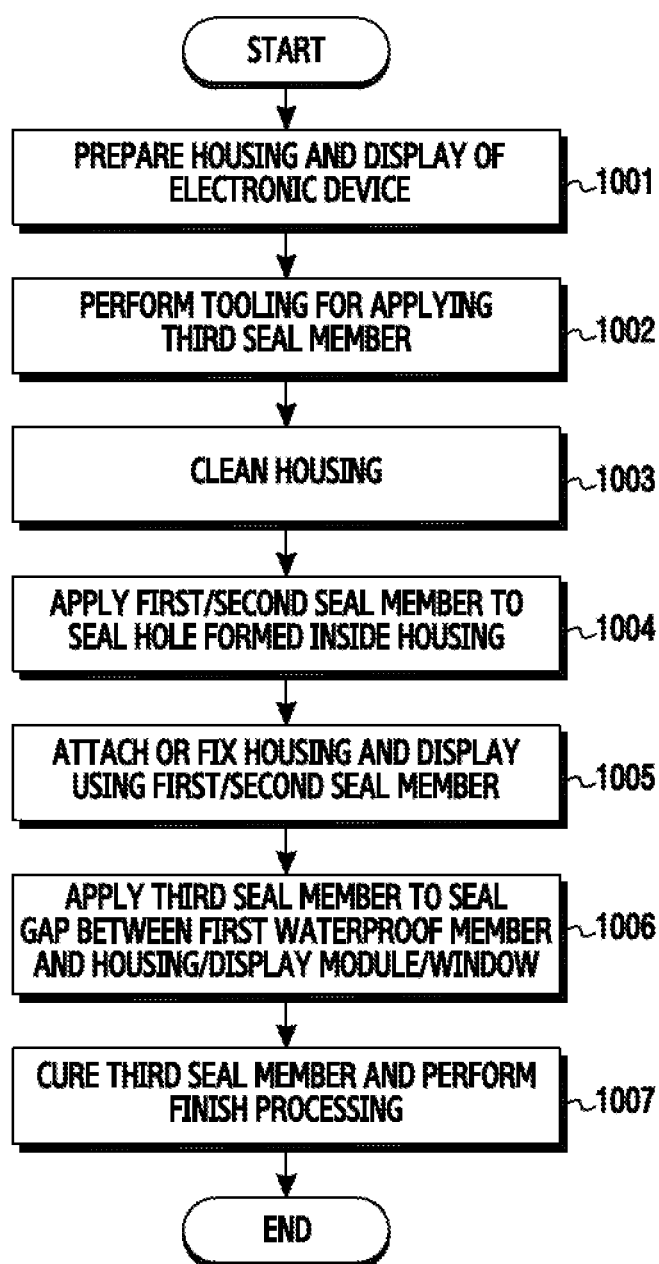 START
PREPARE HOUSING AND DISPLAY OF
ELECTRONIC DEVICE
1001
PERFORM TOOLING FOR APPLYING
THIRD SEAL MEMBER
1002
CLEAN HOUSING
1003
APPLY FIRST/SECOND SEAL MEMBER TO
SEAL HOLE FORMED INSIDE HOUSING
1004
ATTACH OR FIX HOUSING AND DISPLAY
USING FIRST/SECOND SEAL MEMBER
1005
APPLY THIRD SEAL MEMBER TO SEAL
GAP BETWEEN FIRST WATERPROOF MEMBER
AND HOUSING/DISPLAY MODULE/WINDOW
1006
CURE THIRD SEAL MEMBER AND PERFORM
FINISH PROCESSING
1007
END